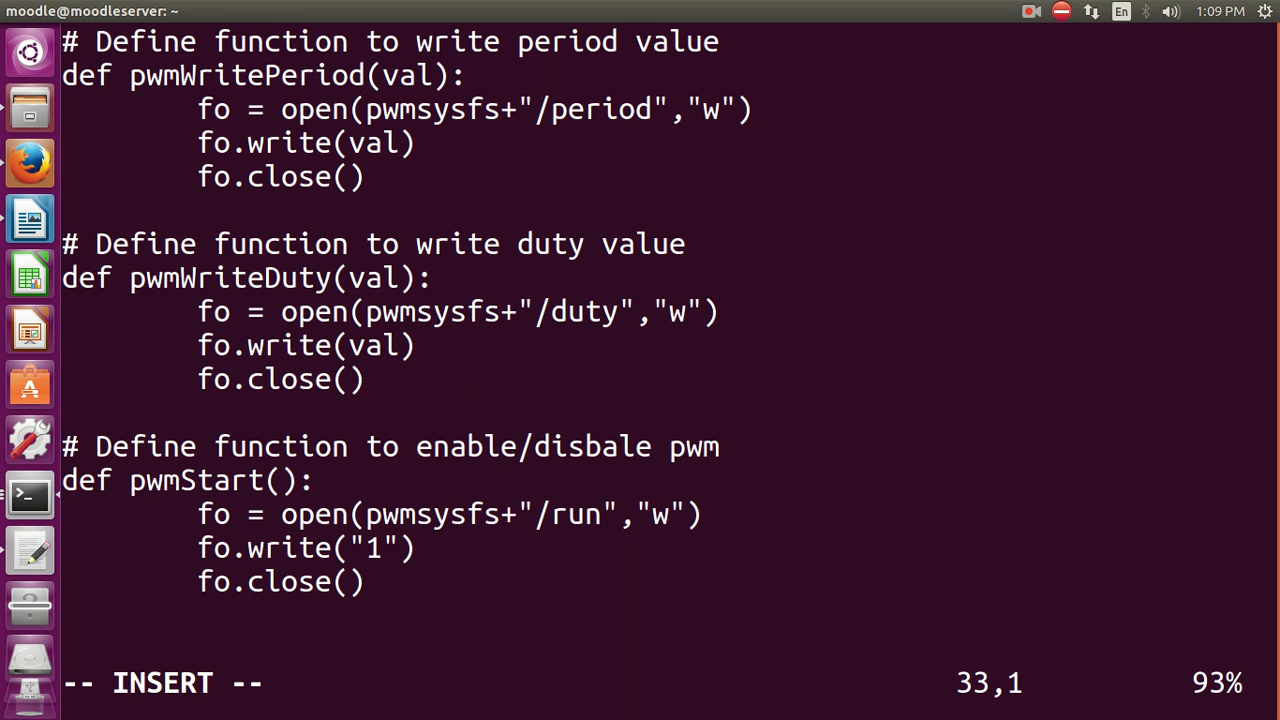 moodle@moodleserver: ~
En
1:09 PM
# Define function to write period value
def pwmWritePeriod(val):
        fo = open(pwmsysfs+"/period","w")
        fo.write(val)
        fo.close()
# Define function to write duty value
def pwmWriteDuty(val):
        fo = open(pwmsysfs+"/duty","w")
        fo.write(val)
        fo.close()
# Define function to enable/disbale pwm
def pwmStart():
        fo = open(pwmsysfs+"/run","w")
        fo.write("1")
        fo.close()
-- INSERT -- 33,1 93%